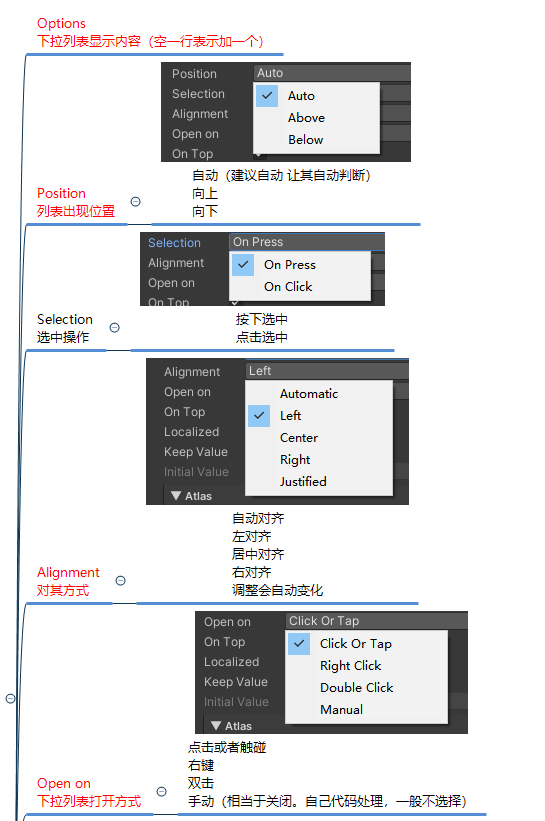 Options
下拉列表显示内容（空一行表示加一个）
Position
Auto
Selection
Alignment
Open on
On Top
Auto
Above
Below
自动（建议自动 让其自动判断）
向上
向下
Position
列表出现位置
Selection
On Press
Alignment
Open on
On Top
On Press
On Click
按下选中
点击选中
Selection
选中操作
Alignment
Left
Open on
On Top
Localized
Keep Value
Initial Value
▼ Atlas
Automatic
Left
Center
Right
Justified
自动对齐
左对齐
居中对齐
右对齐
调整会自动变化
Alignment
对其方式
Open on
Click Or Tap
On Top
Localized
Keep Value
Initial Value
▼ Atlas
Click Or Tap
Right Click
Double Click
Manual
点击或者触碰
右键
双击
手动（相当于关闭。自己代码处理，一般不选择）
Open on
下拉列表打开方式